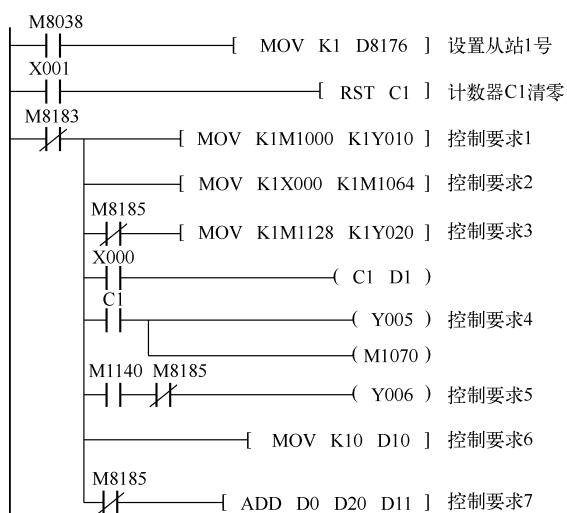 M8038
[ MOV K1 D8176 ] 设置从站1号
X001
[ RST C1 ] 计数器C1清零
M8183
[ MOV K1M1000 K1Y010 ] 控制要求1
[ MOV K1X000 K1M1064 ] 控制要求2
M8185
[ MOV K1M1128 K1Y020 ] 控制要求3
X000
( C1 D1 )
C1
( Y005 ) 控制要求4
( M1070 )
M1140 M8185
( Y006 ) 控制要求5
[ MOV K10 D10 ] 控制要求6
M8185
[ ADD D0 D20 D11 ] 控制要求7